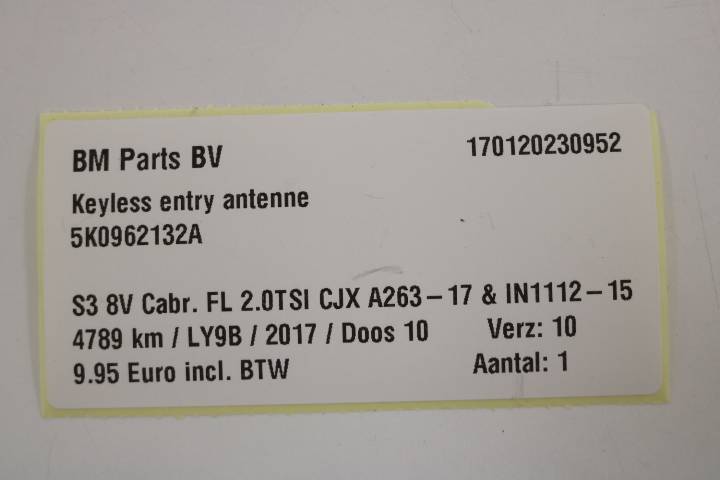 BM Parts BV 170120230952
Keyless entry antenne
5K0962132A
S3 8V Cabr. FL 2.0TSI CJX A263-17 & IN1112-15
4789 km / LY9B / 2017 / Doos 10 Verz: 10
9.95 Euro incl. BTW Aantal: 1